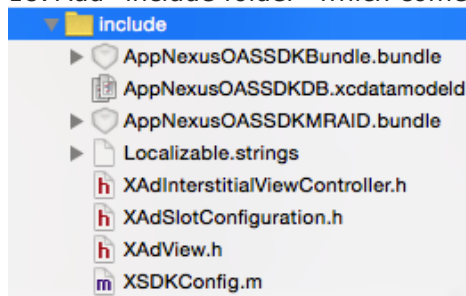 include
AppNexusOASSDKBundle.bundle
AppNexusOASSDKDB.xcdatamodeld
AppNexusOASSDKMRAID.bundle
Localizable.strings
h XAdInterstitialViewController.h
h XAdSlotConfiguration.h
h XAdView.h
m XSDKConfig.m